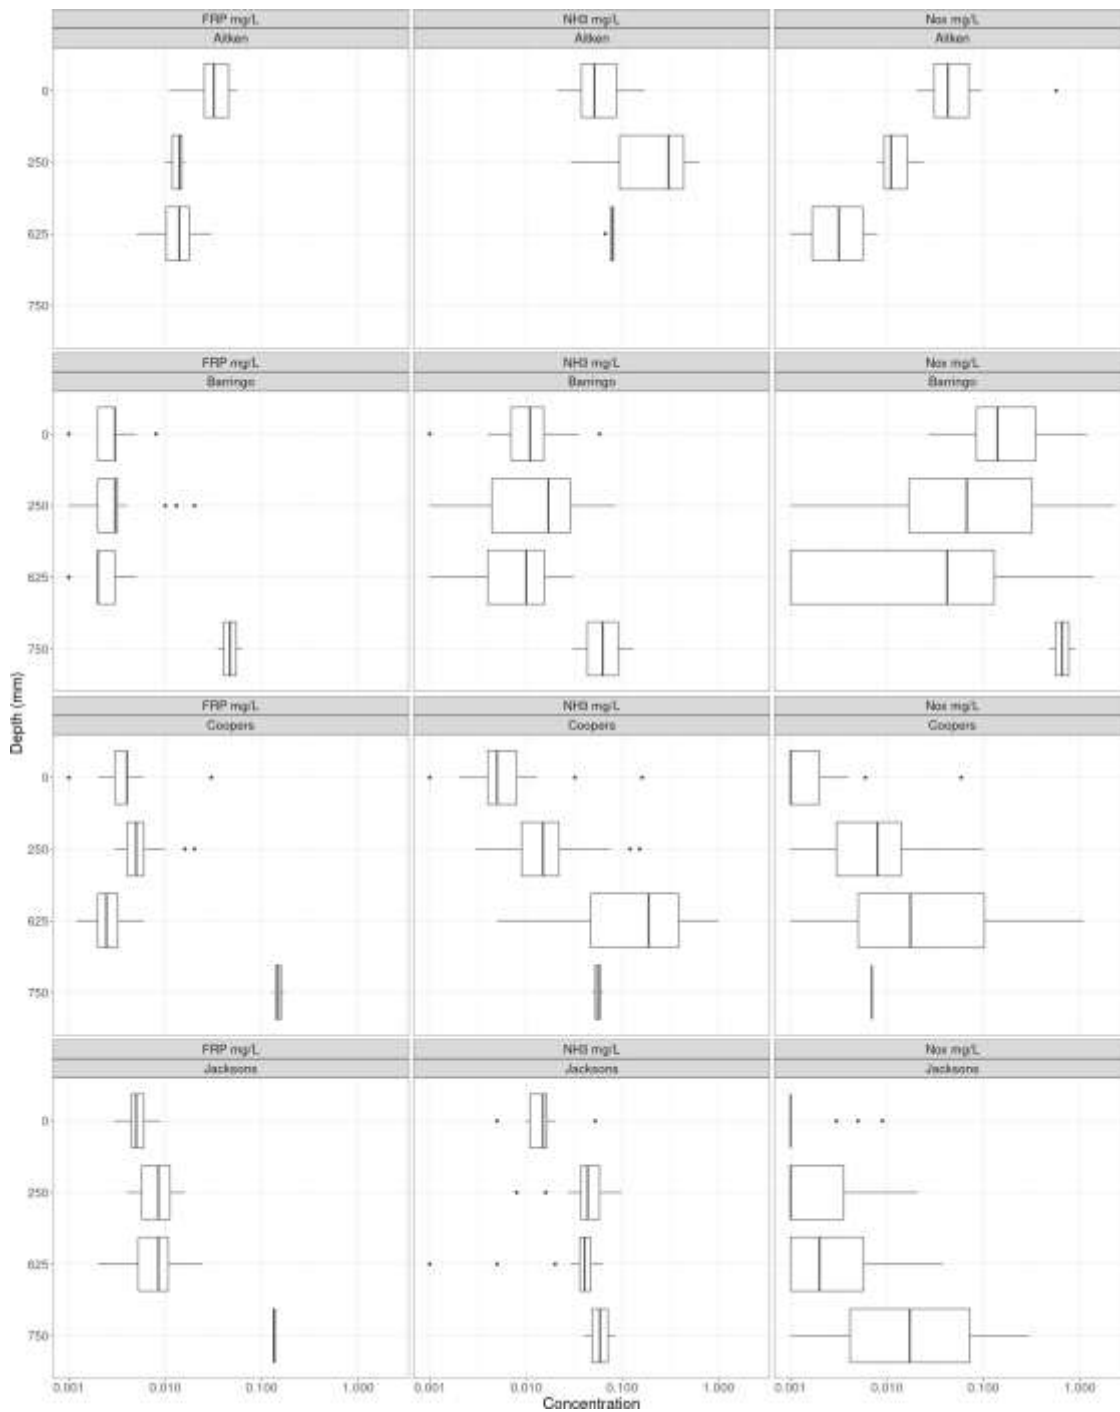 FRP mg/L NH3 mg/L Nox mg/L
Aitken Aitken Aitken
0
250
625
750
FRP mg/L NH3 mg/L Nox mg/L
Barringo Barringo Barringo
0
250
625
750
Depth (mm)
FRP mg/L NH3 mg/L Nox mg/L
Coopers Coopers Coopers
0
250
625
750
FRP mg/L NH3 mg/L Nox mg/L
Jacksons Jacksons Jacksons
0
250
625
750
0.001 0.010 0.100 1.000 0.001 0.010 0.100 1.000 0.001 0.010 0.100 1.000
Concentration